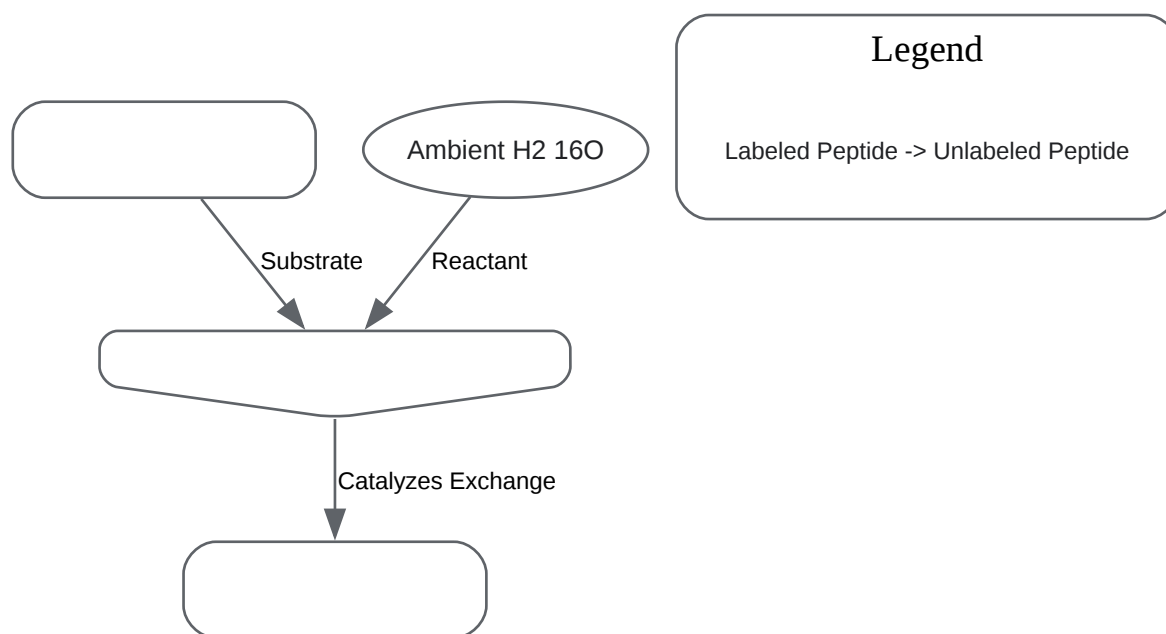 Legend
Ambient H2 16O
Labeled Peptide -> Unlabeled Peptide
Substrate
Reactant
Catalyzes Exchange